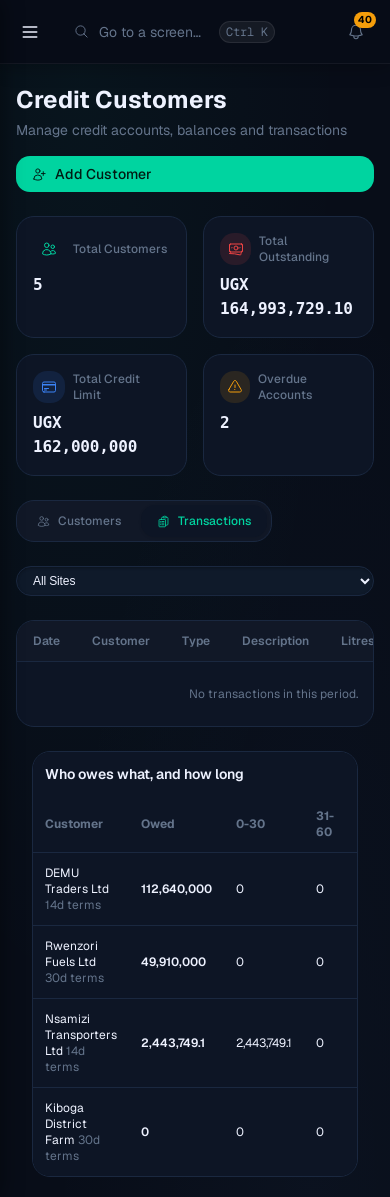 Go to a screen...
Ctrl K
40
Credit Customers
Manage credit accounts, balances and transactions
Add Customer
Total Customers
5
Total
Outstanding
UGX
164,993,729.10
Total Credit
Limit
UGX
162,000,000
Overdue
Accounts
2
Customers
Transactions
All Sites
Date Customer Type Description Litres
No transactions in this period.
Who owes what, and how long
Customer Owed 0-30 31-
60
DEMU
Traders Ltd
14d terms
112,640,000 0 0
Rwenzori
Fuels Ltd
30d terms
49,910,000 0 0
Nsamizi
Transporters
Ltd 14d
terms
2,443,749.1 2,443,749.1 0
Kiboga
District
Farm 30d
terms
0 0 0